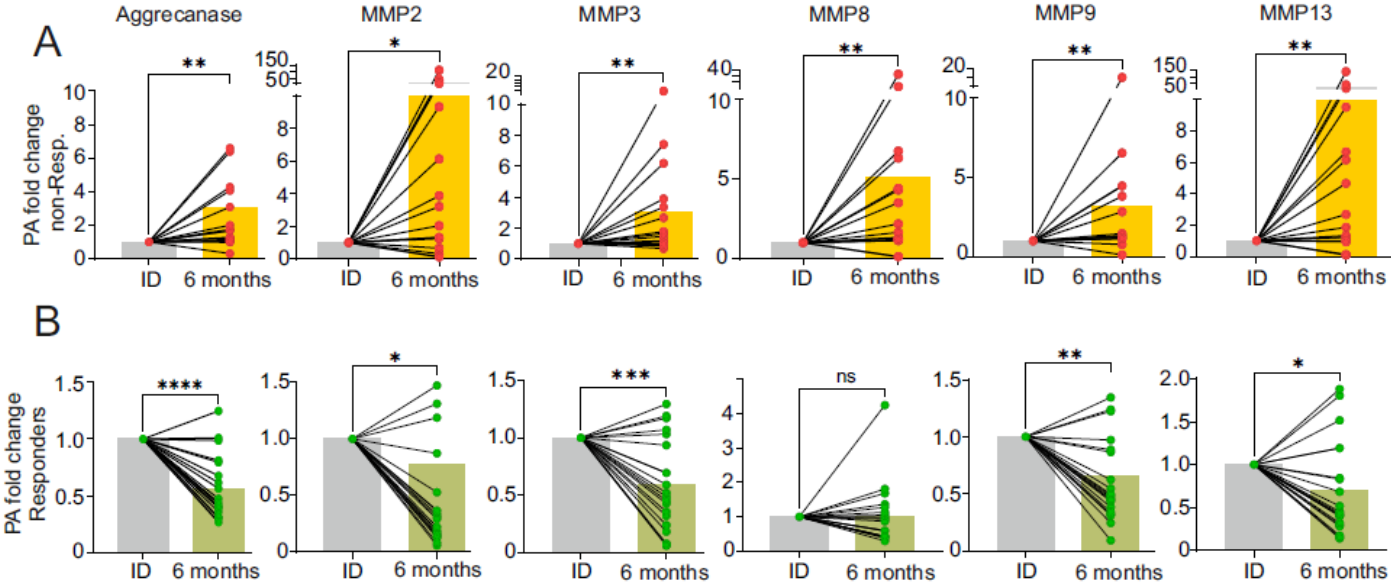 Aggrecanase MMP2 MMP3 MMP8 MMP9 MMP13
A
PA fold change
non-Resp.
** * ** ** ** **
10 8 6 4 2 0
150 50 8 6 4 2 0
20 10 8 6 4 2 0
40 20 10 5 0
20 10 5 0
150 50 8 6 4 2 0
ID 6 months ID 6 months ID 6 months ID 6 months ID 6 months ID 6 months
B
PA fold change
Responders
**** * *** ns ** *
1.5 1.0 0.5 0
1.5 1.0 0.5 0
1.5 1.0 0.5 0
4 3 2 1 0
1.5 1.0 0.5 0
2.0 1.5 1.0 0.5 0
ID 6 months ID 6 months ID 6 months ID 6 months ID 6 months ID 6 months